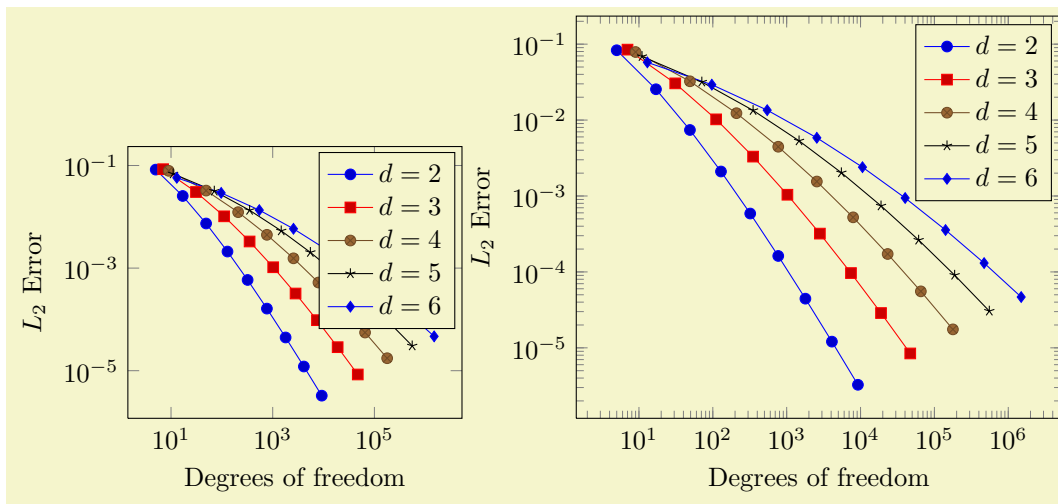 10^{-1}
10^{-3}
10^{-5}
L_2 Error
10^1
10^3
10^5
Degrees of freedom
d = 2
d = 3
d = 4
d = 5
d = 6
10^{-1}
10^{-2}
10^{-3}
10^{-4}
10^{-5}
L_2 Error
10^1
10^2
10^3
10^4
10^5
10^6
Degrees of freedom
d = 2
d = 3
d = 4
d = 5
d = 6